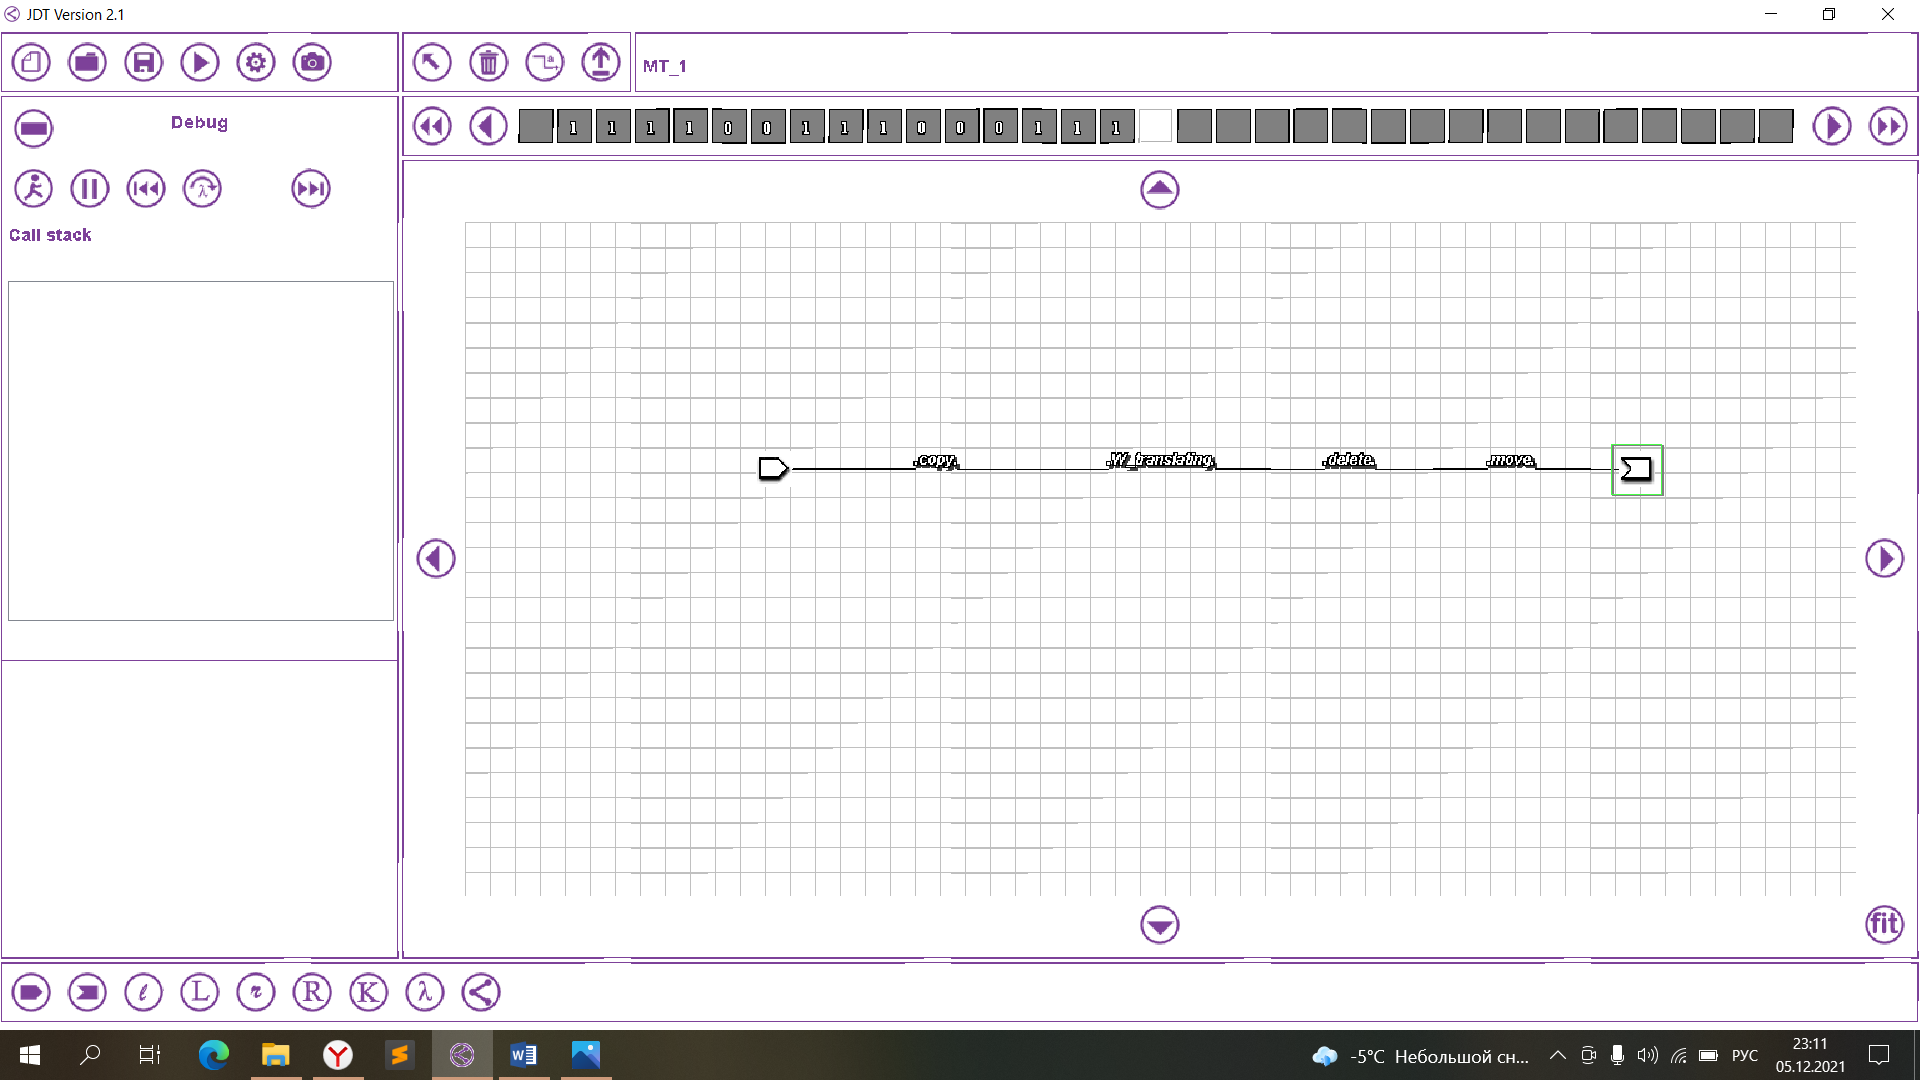 JDT Version 2.1
MT_1
Debug
1 1 1 1 0 0 1 1 1 0 0 0 1 1 1
λ
Call stack
.copy. .W_translating. .delete. .move.
fit
ℓ L r R K λ
-5°C Небольшой сн...
РУС
23:11
05.12.2021